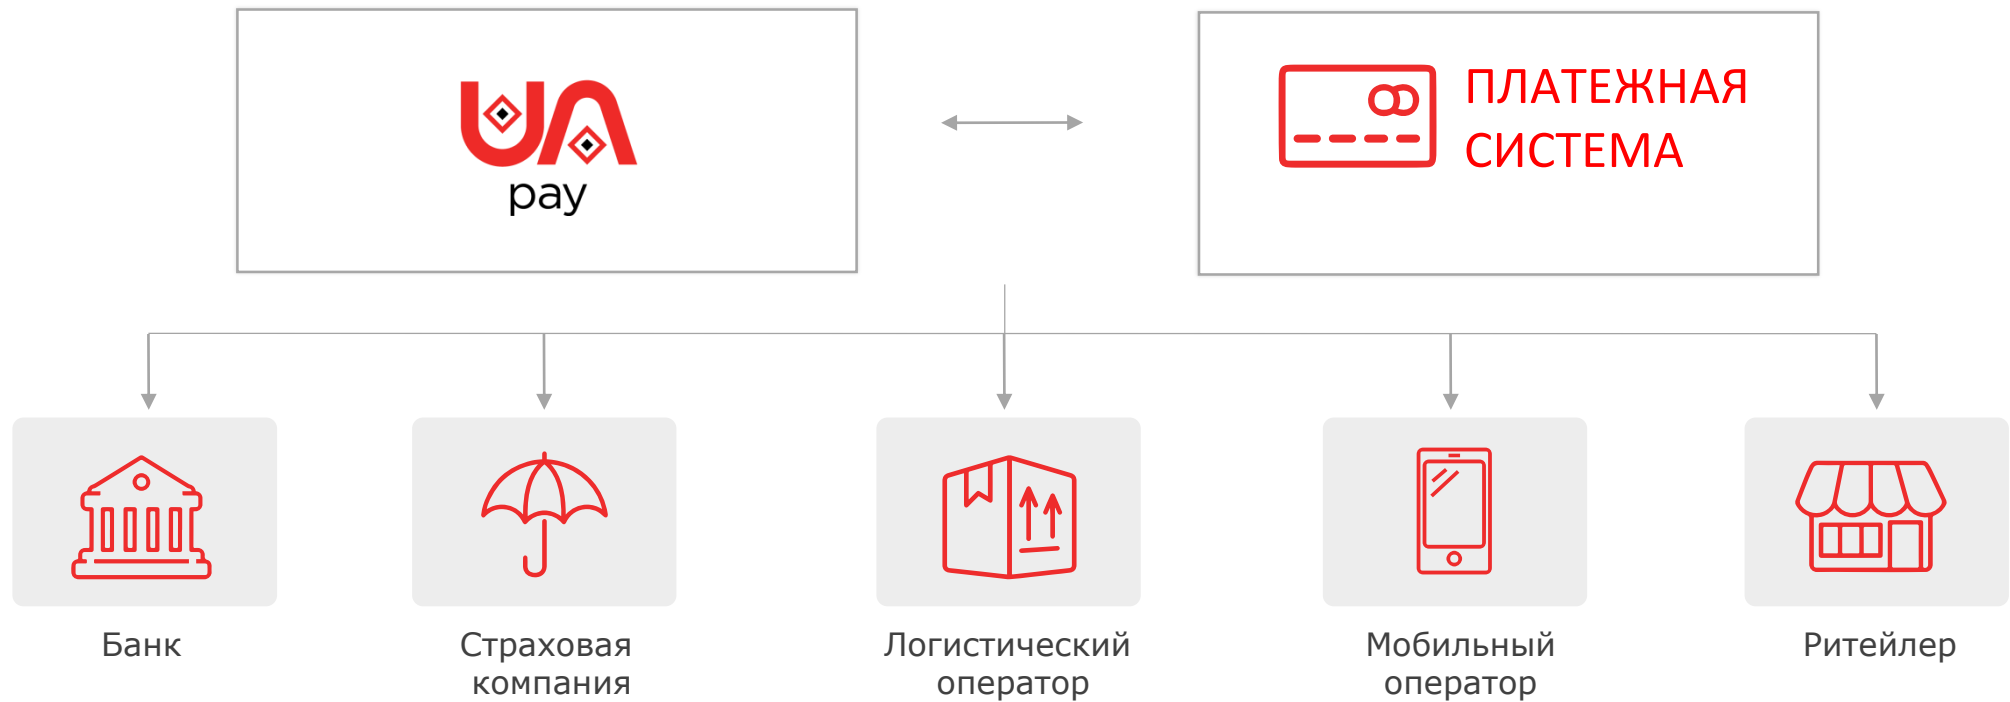 UA
pay
ПЛАТЕЖНАЯ
СИСТЕМА
Банк
Страховая
компания
Логистический
оператор
Мобильный
оператор
Ритейлер